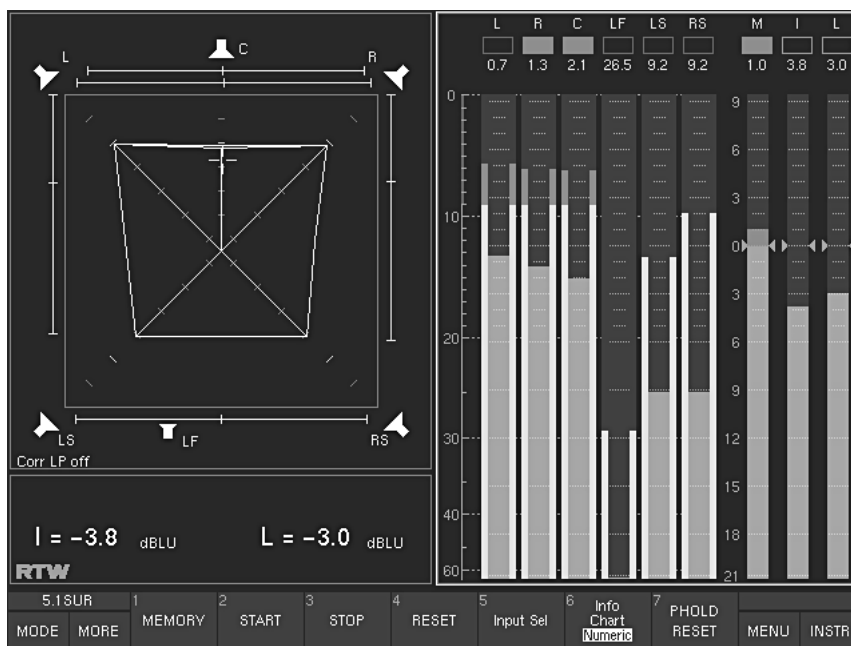 L R C LF LS RS M I L
0.7 1.3 2.1 26.5 9.2 9.2 1.0 3.8 3.0
C
L R
0 9
6
3
10
0
3
20
6
9
30 12
15
40
18
60 21
LS LF RS
Corr LP off
I = -3.8 dBLU L = -3.0 dBLU
RTW
5.1SUR
MODE MORE
1 MEMORY
2 START
3 STOP
4 RESET
5 Input Sel
6 Info
Chart
Numeric
7 PHOLD
RESET
MENU INSTR